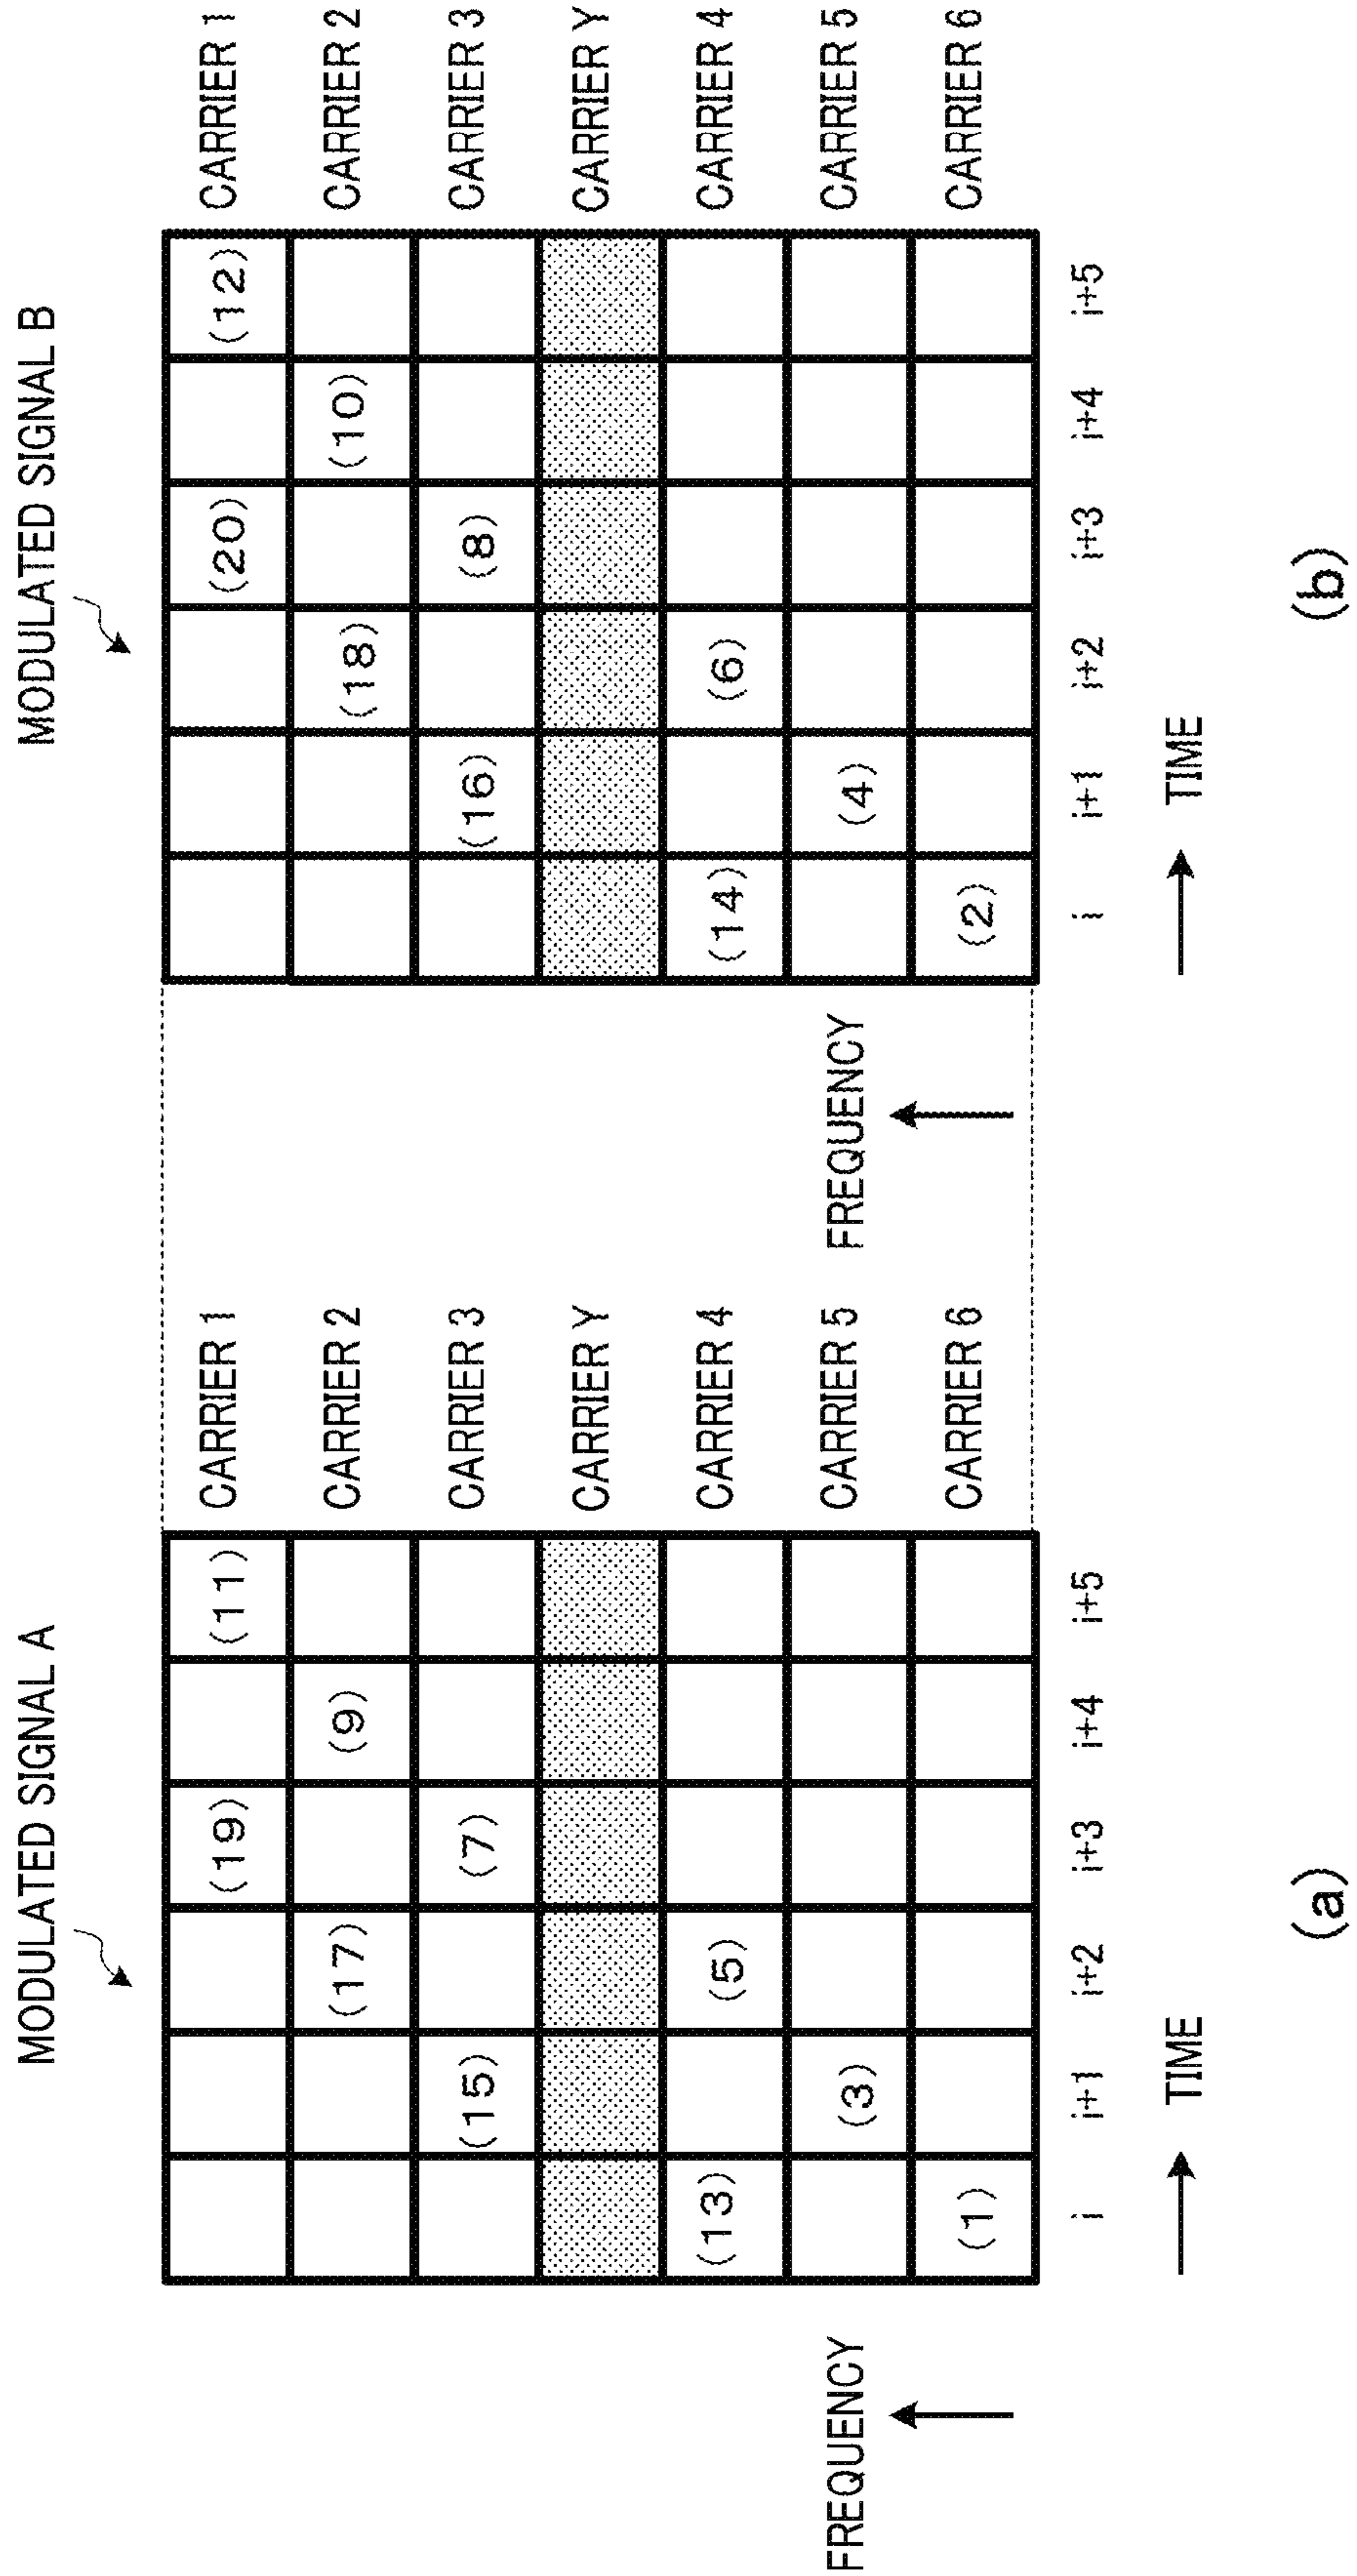 MODULATED SIGNAL A
(19) (11) CARRIER 1
(17) (9) CARRIER 2
(15) (7) CARRIER 3
CARRIER Y
(13) (5) CARRIER 4
(3) CARRIER 5
(1) CARRIER 6
FREQUENCY
i i+1 i+2 i+3 i+4 i+5
TIME
(a)
MODULATED SIGNAL B
(20) (12) CARRIER 1
(18) (10) CARRIER 2
(16) (8) CARRIER 3
CARRIER Y
(14) (6) CARRIER 4
(4) CARRIER 5
(2) CARRIER 6
FREQUENCY
i i+1 i+2 i+3 i+4 i+5
TIME
(b)